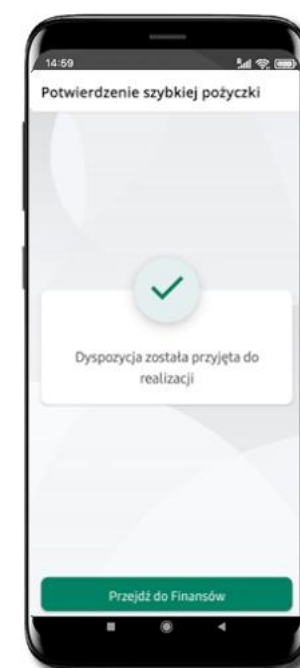 14:59
Potwierdzenie szybkiej pożyczki
Dyspozycja została przyjęta do
realizacji
Przejdź do Finansów